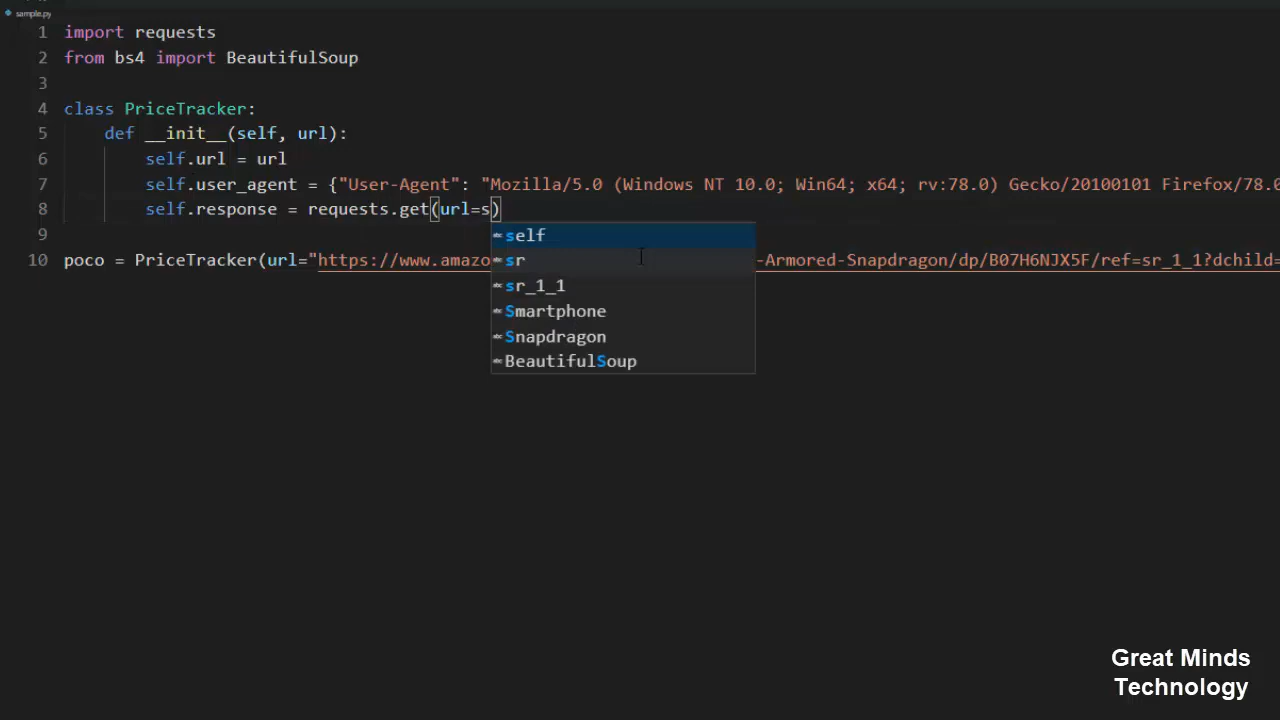 sample.py
1 import requests
2 from bs4 import BeautifulSoup
3
4 class PriceTracker:
5 def __init__(self, url):
6 self.url = url
7 self.user_agent = {"User-Agent": "Mozilla/5.0 (Windows NT 10.0; Win64; x64; rv:78.0) Gecko/20100101 Firefox/78.0
8 self.response = requests.get(url=s)
9
self
10 poco = PriceTracker(url="https://www.amazo -Armored-Snapdragon/dp/B07H6NJX5F/ref=sr_1_1?dchild=
sr
sr_1_1
Smartphone
Snapdragon
BeautifulSoup
Great Minds
Technology